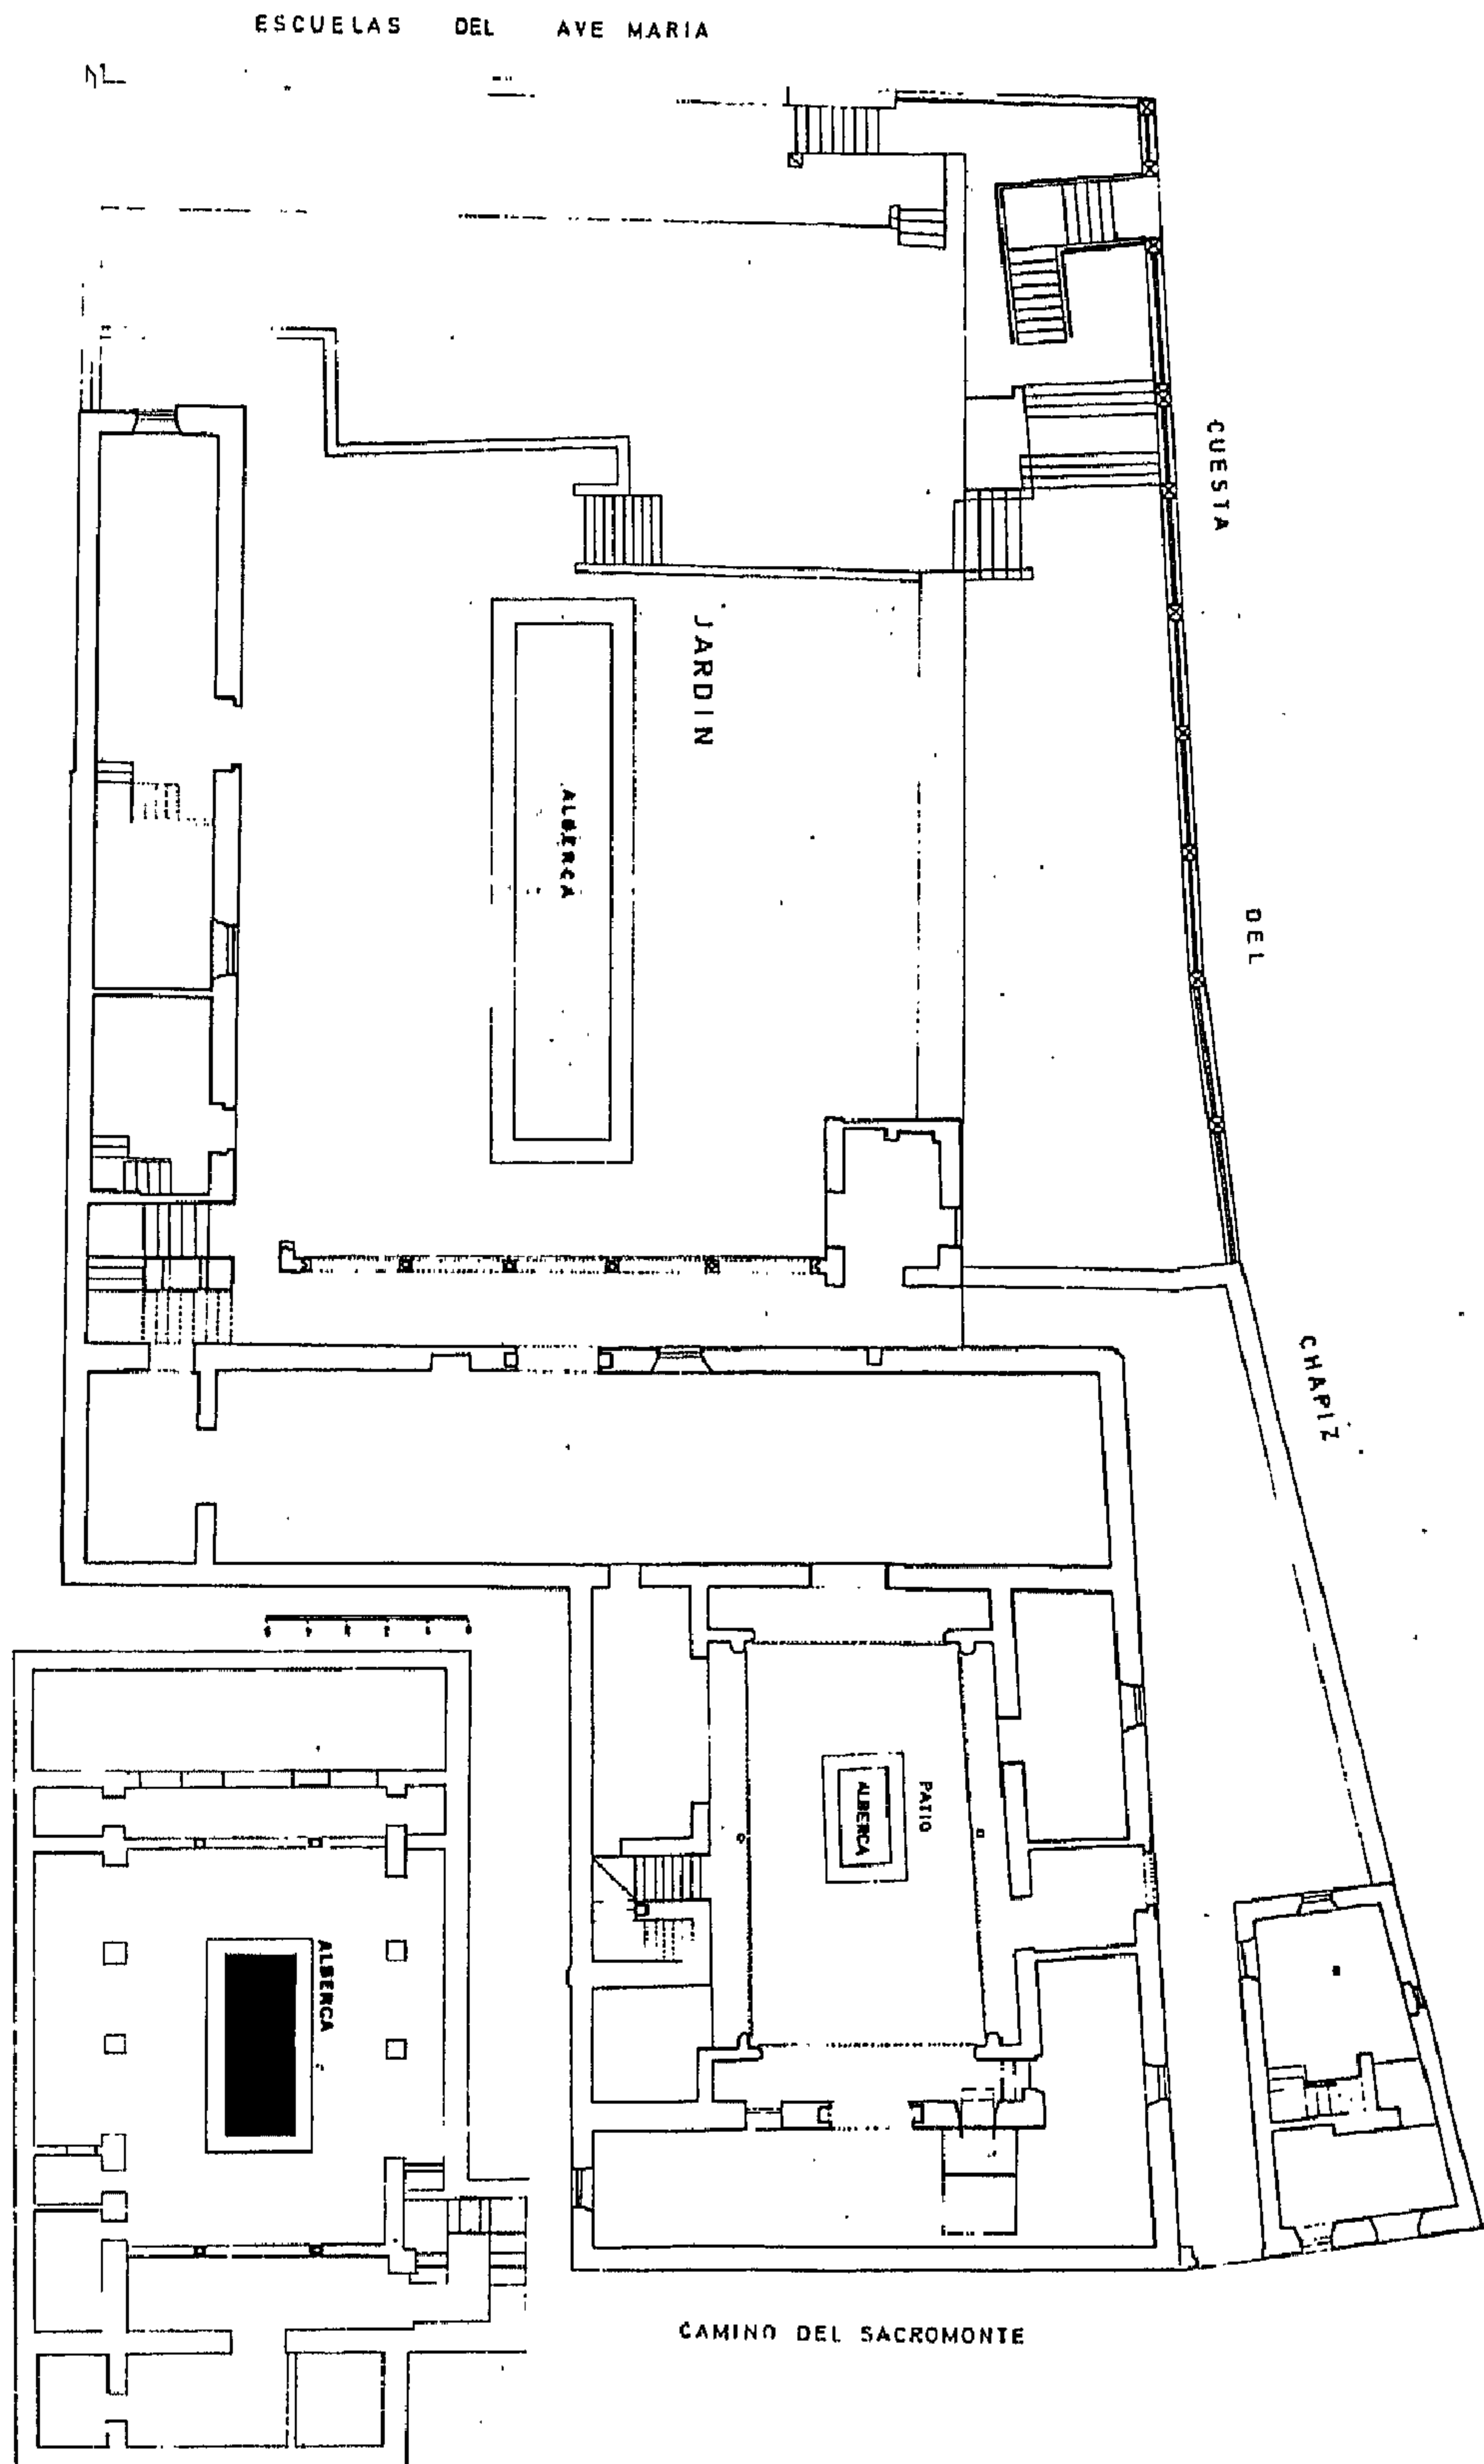 ESCUELAS DEL AVE MARIA
CUESTA
JARDIN
ALBERCA
DEL
CHAPIZ
PATIO
ALBERCA
ALBERCA
CAMINO DEL SACROMONTE